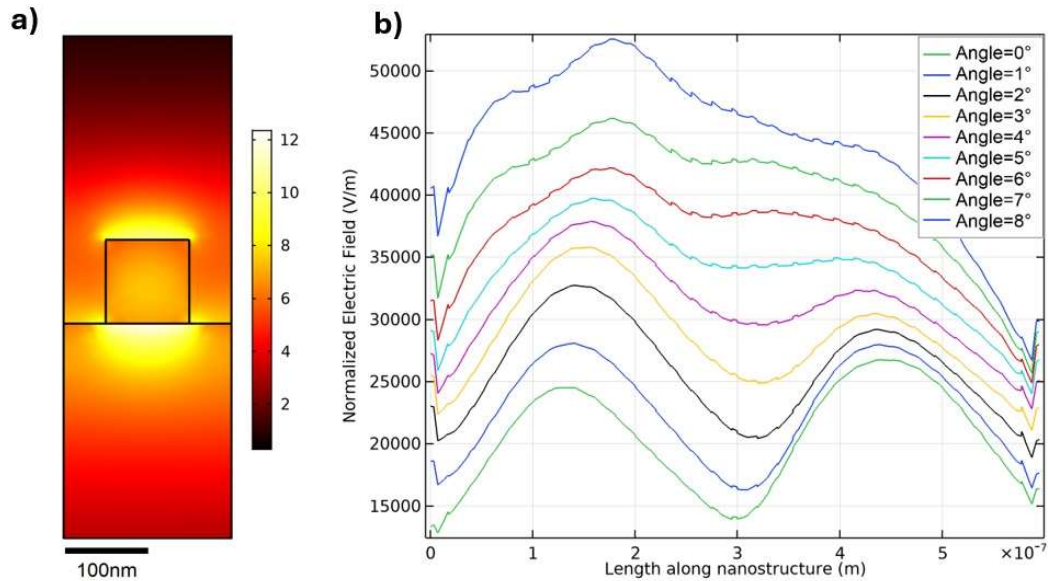 a)
12
10
8
6
4
2
100nm
b)
Normalized Electric Field (V/m)
50000
45000
40000
35000
30000
25000
20000
15000
Angle=0°
Angle=1°
Angle=2°
Angle=3°
Angle=4°
Angle=5°
Angle=6°
Angle=7°
Angle=8°
0 1 2 3 4 5 ×10⁻⁷
Length along nanostructure (m)